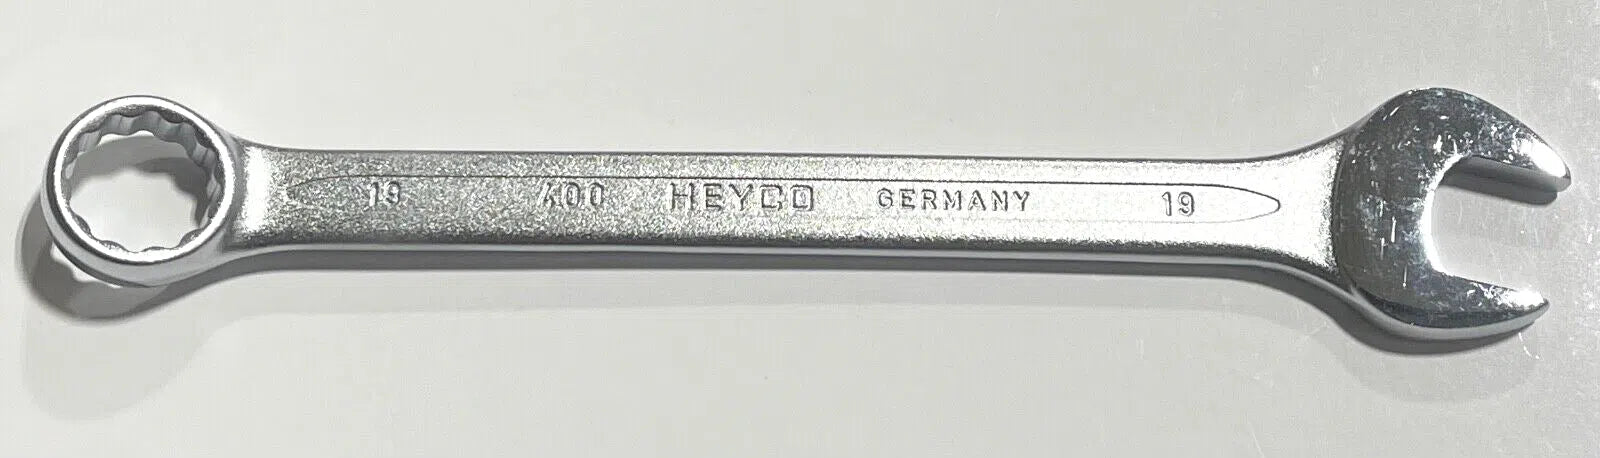 19 400 HEYCO GERMANY 19